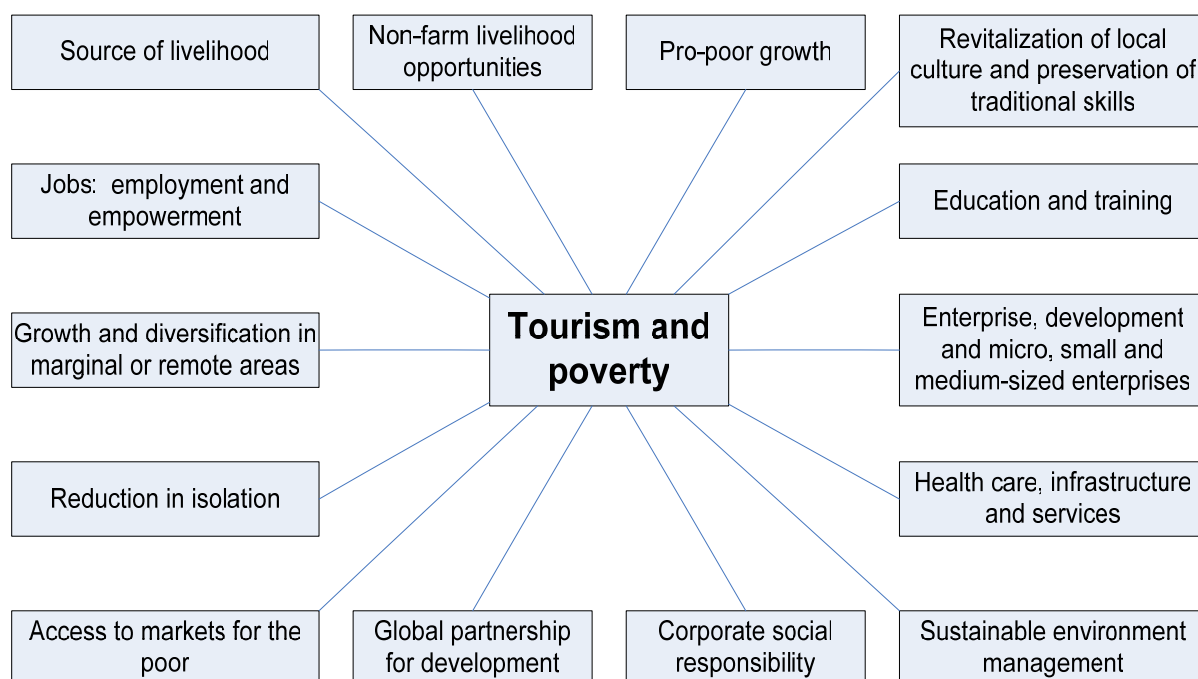 Source of livelihood
Non-farm livelihood
opportunities
Pro-poor growth
Revitalization of local
culture and preservation of
traditional skills
Jobs:  employment and
empowerment
Education and training
Growth and diversification in
marginal or remote areas
Tourism and
poverty
Enterprise, development
and micro, small and
medium-sized enterprises
Reduction in isolation
Health care, infrastructure
and services
Access to markets for the
poor
Global partnership
for development
Corporate social
responsibility
Sustainable environment
management